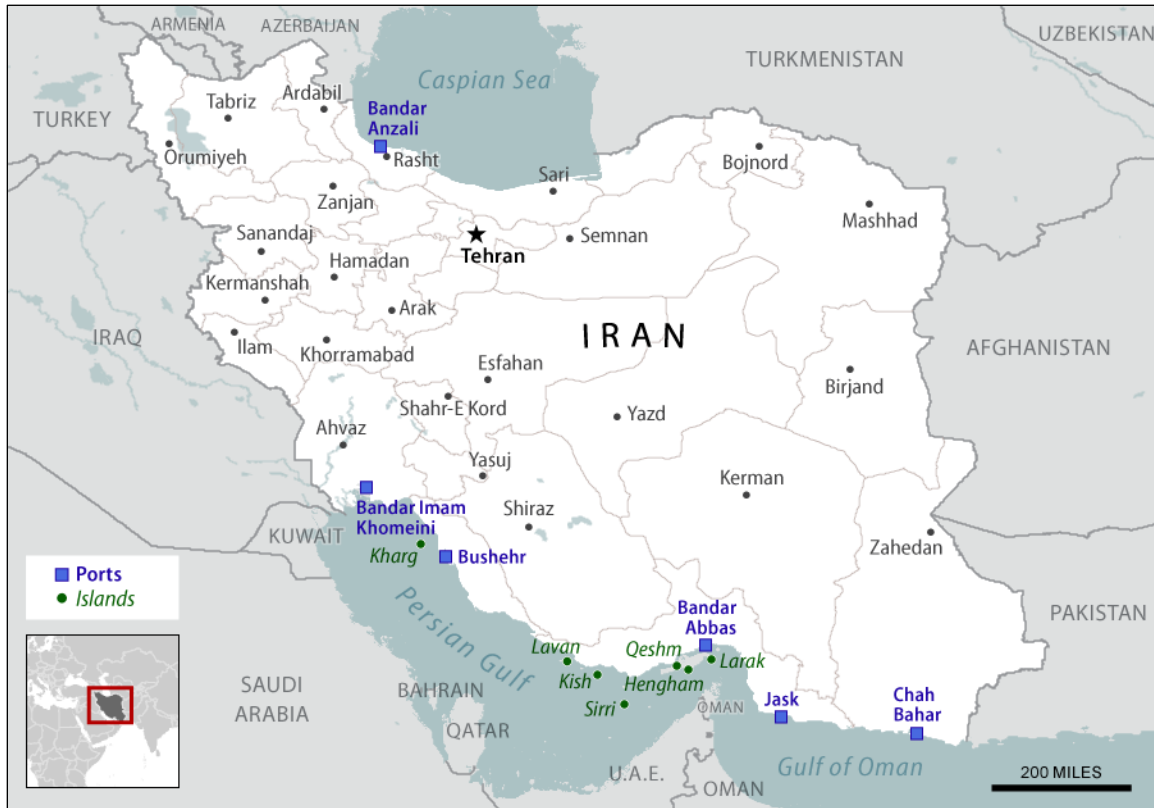 ARMENIA
AZERBAIJAN
UZBEKISTAN
TURKMENISTAN
Caspian Sea
Ardabil
Tabriz
Bandar
Anzali
TURKEY
Orumiyeh
Rasht
Bojnord
Sari
Zanjan
Mashhad
Sanandaj
Semnan
Tehran
Hamadan
Kermanshah
Arak
IRAQ
IRAN
Ilam
Khorramabad
AFGHANISTAN
Esfahan
Birjand
Shahr-E Kord
Yazd
Ahvaz
Yasuj
Kerman
Bandar Imam
Khomeini
Shiraz
KUWAIT
Kharg
Bushehr
Zahedan
Ports
Islands
Persian Gulf
Bandar
Abbas
PAKISTAN
Lavan
Qeshm
Larak
Kish
Hengham
SAUDI
ARABIA
BAHRAIN
Sirri
OMAN
Jask
Chah
Bahar
QATAR
U.A.E.
OMAN
Gulf of Oman
200 MILES